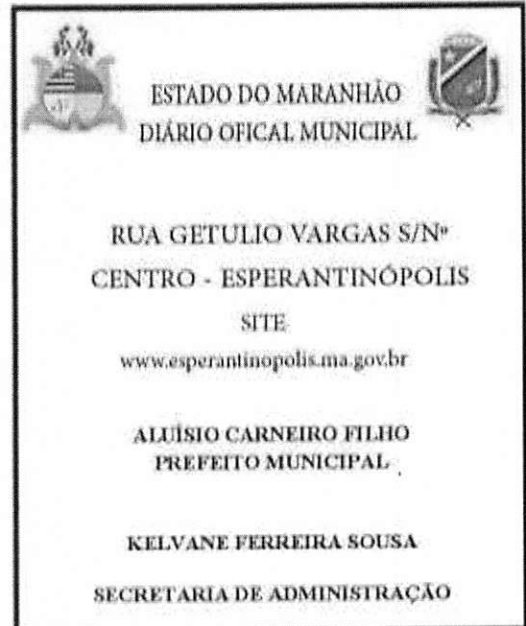 ESTADO DO MARANHÃO
DIÁRIO OFICAL MUNICIPAL
RUA GETULIO VARGAS S/Nº
CENTRO - ESPERANTINÓPOLIS
SITE
www.esperantinopolis.ma.gov.br
ALUÍSIO CARNEIRO FILHO
PREFEITO MUNICIPAL
KELVANE FERREIRA SOUSA
SECRETARIA DE ADMINISTRAÇÃO